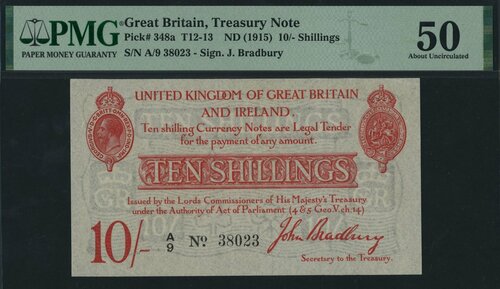 PMG
PAPER MONEY GUARANTY
Great Britain, Treasury Note
Pick# 348a T12-13 ND (1915) 10/- Shillings
S/N A/9 38023 - Sign. J. Bradbury
50
About Uncirculated
UNITED KINGDOM OF GREAT BRITAIN
AND IRELAND.
Ten shilling Currency Notes are Legal Tender
for the payment of any amount.
TEN SHILLINGS
Issued by the Lords Commissioners of His Majesty's Treasury
under the Authority of Act of Parliament (4 & 5 Geo.V. ch.14)
10/- A/9 No 38023 John Bradbury
Secretary to the Treasury.